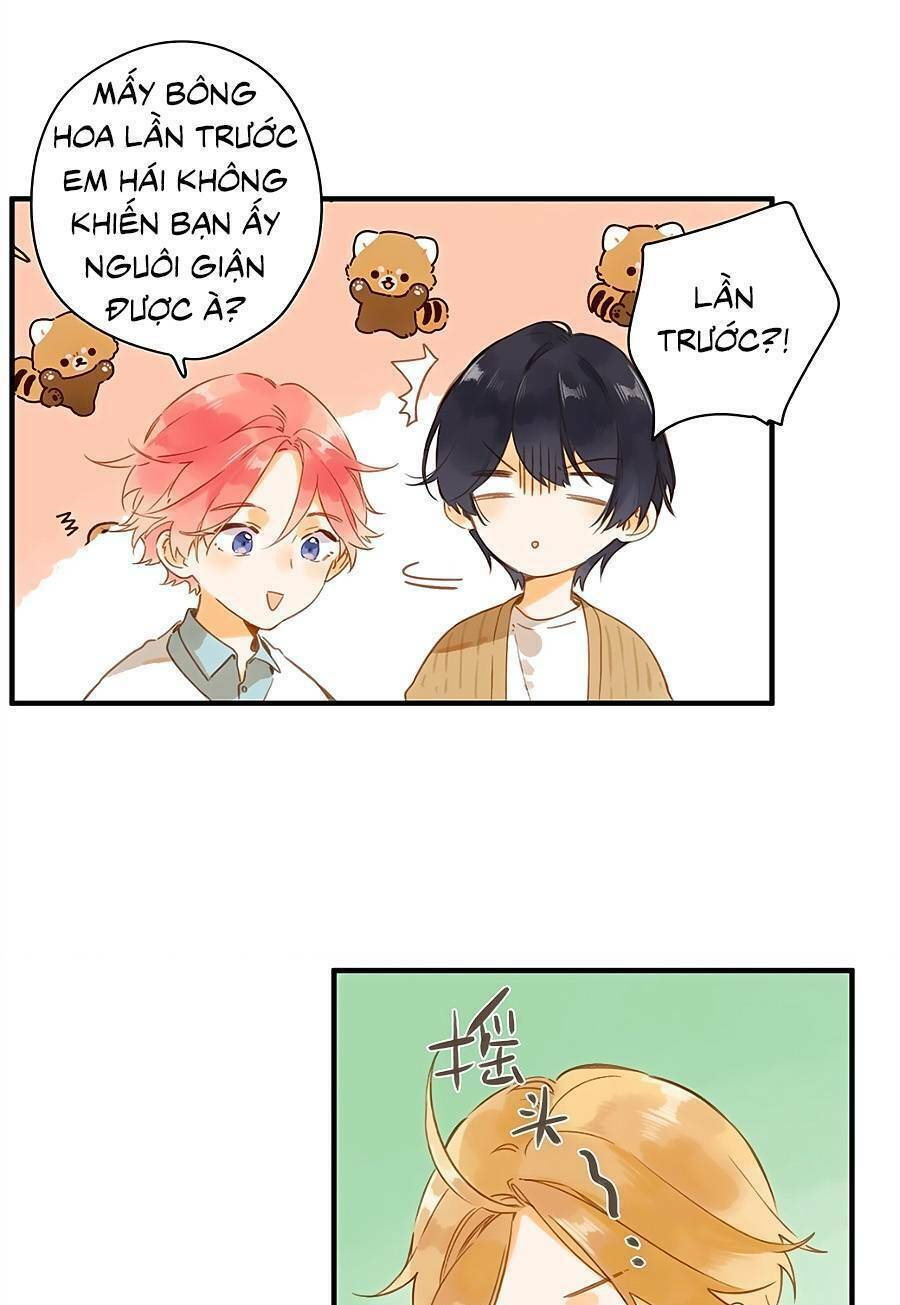 MẤY BÔNG
HOA LẦN TRƯỚC
EM HÁI KHÔNG
KHIẾN BẠN ẤY
NGUÔI GIẬN
ĐƯỢC À?
LẦN
TRƯỚC?!
摇头~